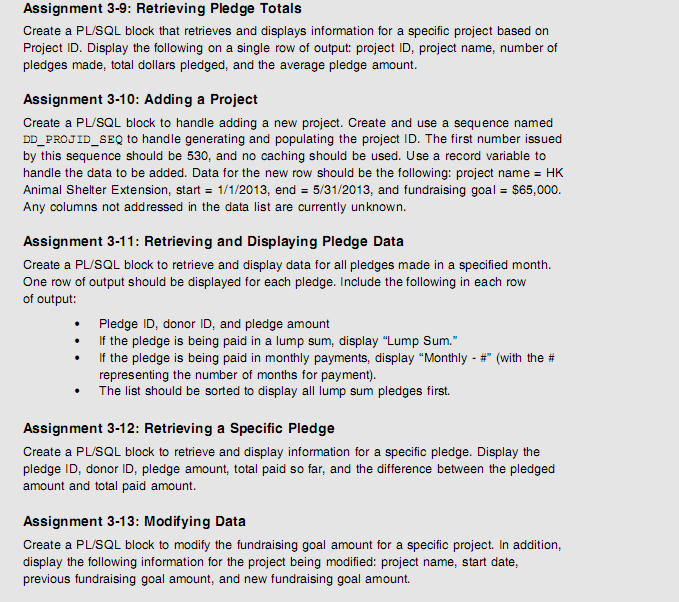 Assignment 3-9: Retrieving Pledge Totals
Create a PL/SQL block that retrieves and displays information for a specific project based on
Project ID. Display the following on a single row of output: project ID, project name, number of
pledges made, total dollars pledged, and the average pledge amount.
Assignment 3-10: Adding a Project
Create a PL/SQL block to handle adding a new project. Create and use a sequence named
DD_PROJID_SEQ to handle generating and populating the project ID. The first number issued
by this sequence should be 530, and no caching should be used. Use a record variable to
handle the data to be added. Data for the new row should be the following: project name = HK
Animal Shelter Extension, start = 1/1/2013, end = 5/31/2013, and fundraising goal = $65,000.
Any columns not addressed in the data list are currently unknown.
Assignment 3-11: Retrieving and Displaying Pledge Data
Create a PL/SQL block to retrieve and display data for all pledges made in a specified month.
One row of output should be displayed for each pledge. Include the following in each row
of output:
• Pledge ID, donor ID, and pledge amount
• If the pledge is being paid in a lump sum, display “Lump Sum.”
• If the pledge is being paid in monthly payments, display “Monthly - #” (with the #
representing the number of months for payment).
• The list should be sorted to display all lump sum pledges first.
Assignment 3-12: Retrieving a Specific Pledge
Create a PL/SQL block to retrieve and display information for a specific pledge. Display the
pledge ID, donor ID, pledge amount, total paid so far, and the difference between the pledged
amount and total paid amount.
Assignment 3-13: Modifying Data
Create a PL/SQL block to modify the fundraising goal amount for a specific project. In addition,
display the following information for the project being modified: project name, start date,
previous fundraising goal amount, and new fundraising goal amount.